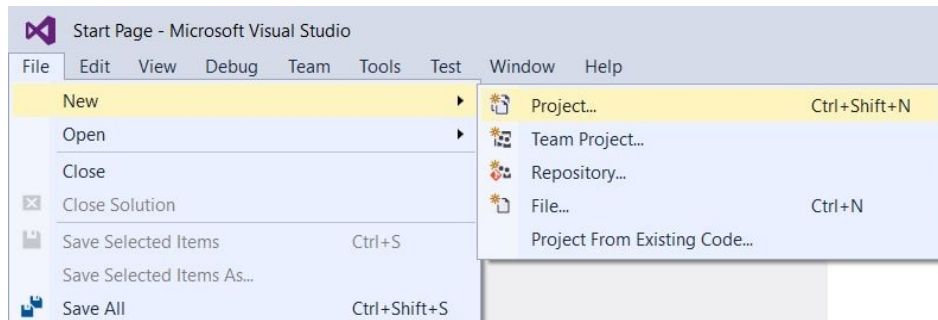 Start Page - Microsoft Visual Studio
File Edit View Debug Team Tools Test Window Help
New
Open
Close
Close Solution
Save Selected Items Ctrl+S
Save Selected Items As...
Save All Ctrl+Shift+S
Project... Ctrl+Shift+N
Team Project...
Repository...
File... Ctrl+N
Project From Existing Code...